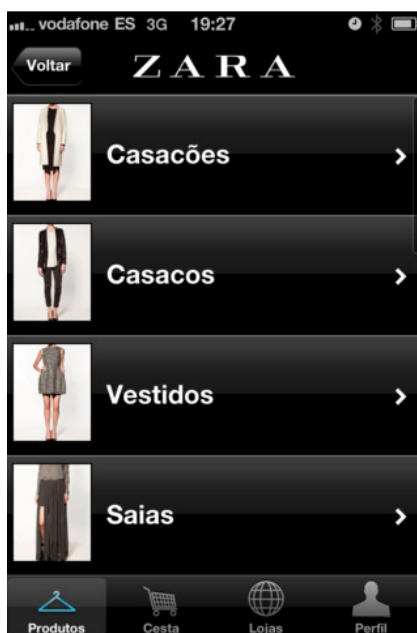 vodafone ES 3G 19:27
Voltar ZARA
Casacões
Casacos
Vestidos
Saias
Produtos Cesta Lojas Perfil